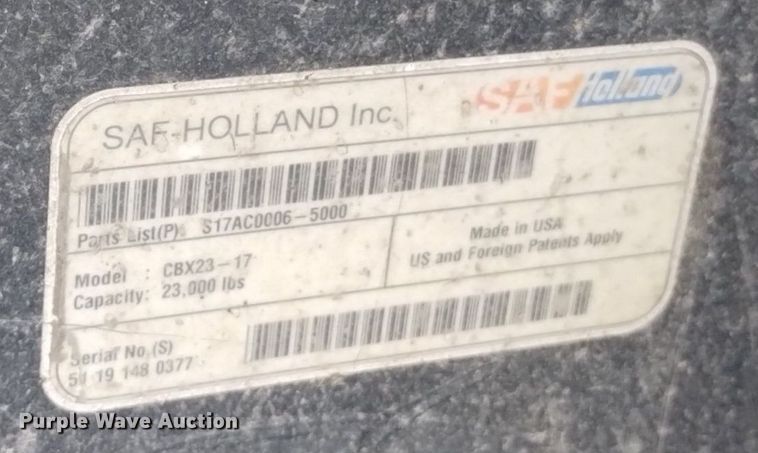 SAF-HOLLAND Inc.
SAF Holland
Parts List(P) S17AC0006-5000
Model : CBX23-17
Capacity: 23,000 lbs
Made in USA
US and Foreign Patents Apply
Serial No.(S)
51 19 148 0377
Purple Wave Auction